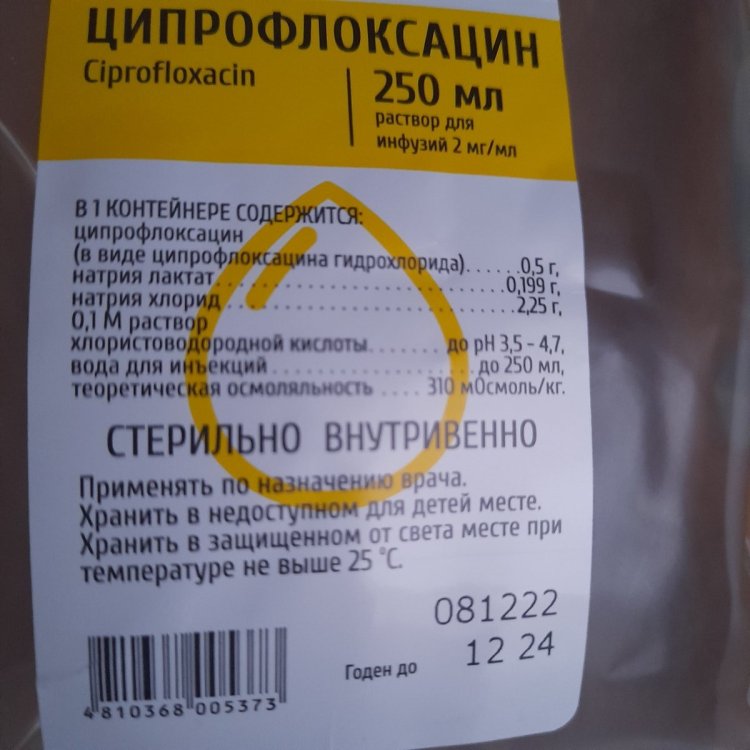 ЦИПРОФЛОКСАЦИН
Ciprofloxacin
250 мл
раствор для
инфузий 2 мг/мл
В 1 КОНТЕЙНЕРЕ СОДЕРЖИТСЯ:
ципрофлоксацин
(в виде ципрофлоксацина гидрохлорида)......0,5 г,
натрия лактат........................0,199 г,
натрия хлорид........................2,25 г,
0,1 М раствор
хлористоводородной кислоты....... до pH 3,5 - 4,7,
вода для инъекций................... до 250 мл,
теоретическая осмоляльность .... 310 мОсмоль/кг.
СТЕРИЛЬНО ВНУТРИВЕННО
Применять по назначению врача.
Хранить в недоступном для детей месте.
Хранить в защищенном от света месте при
температуре не выше 25 °С.
081222
Годен до 12 24
4 810368 005373